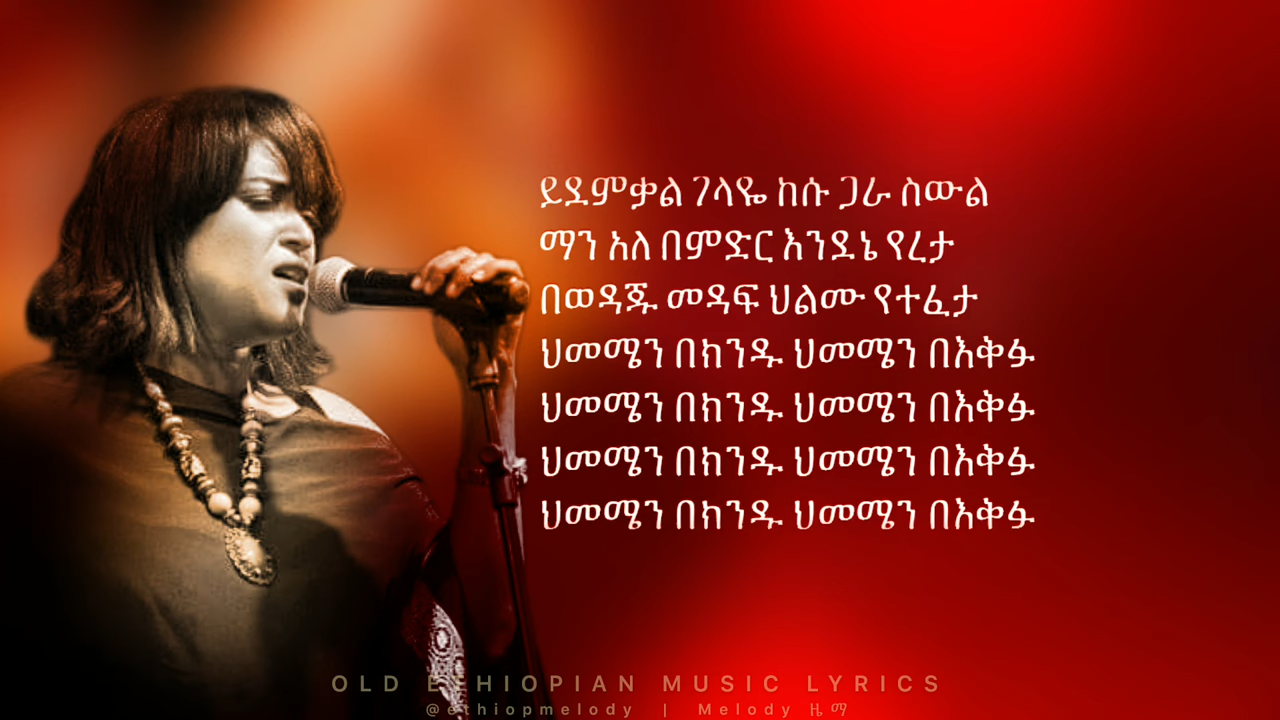 ይደምቃል ገላዬ ከሱ ጋራ ስውል
ማን አለ በምድር እንደኔ የረታ
በወዳጁ መዳፍ ህልሙ የተፈታ
ህመሜን በክንዱ ህመሜን በእቅፉ
ህመሜን በክንዱ ህመሜን በእቅፉ
ህመሜን በክንዱ ህመሜን በእቅፉ
ህመሜን በክንዱ ህመሜን በእቅፉ
OLD ETHIOPIAN MUSIC LYRICS
@ethiopmelody | Melody ዜማ